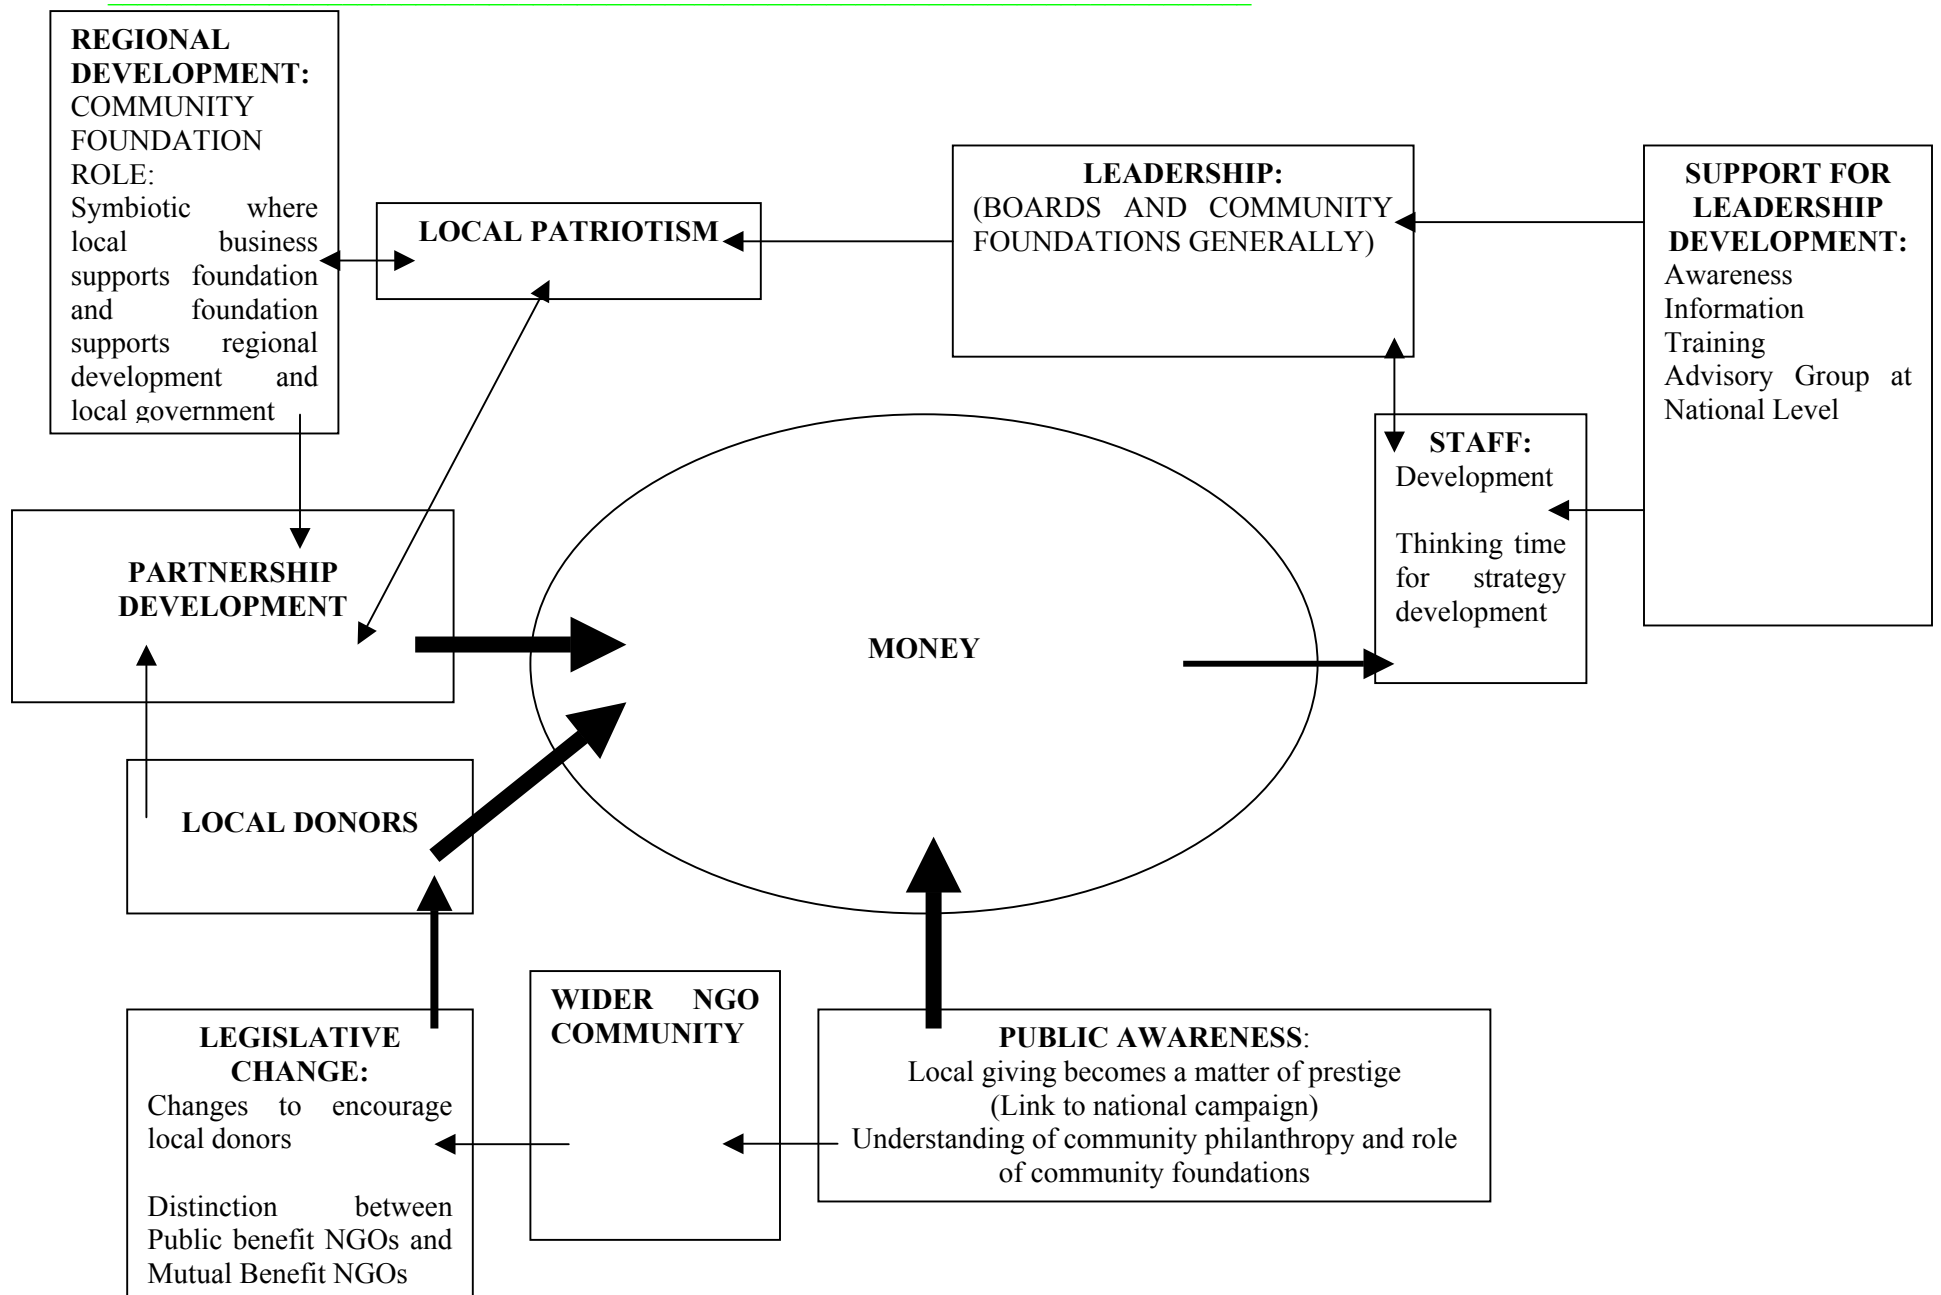 REGIONAL
DEVELOPMENT:
COMMUNITY
FOUNDATION
ROLE:
Symbiotic where
local business
supports foundation
and foundation
supports regional
development and
local government
LOCAL PATRIOTISM
LEADERSHIP:
(BOARDS AND COMMUNITY
FOUNDATIONS GENERALLY)
SUPPORT FOR
LEADERSHIP
DEVELOPMENT:
Awareness
Information
Training
Advisory Group at
National Level
STAFF:
Development
Thinking time
for strategy
development
PARTNERSHIP
DEVELOPMENT
MONEY
LOCAL DONORS
LEGISLATIVE
CHANGE:
Changes to encourage
local donors
Distinction between
Public benefit NGOs and
Mutual Benefit NGOs
WIDER NGO
COMMUNITY
PUBLIC AWARENESS:
Local giving becomes a matter of prestige
(Link to national campaign)
Understanding of community philanthropy and role
of community foundations